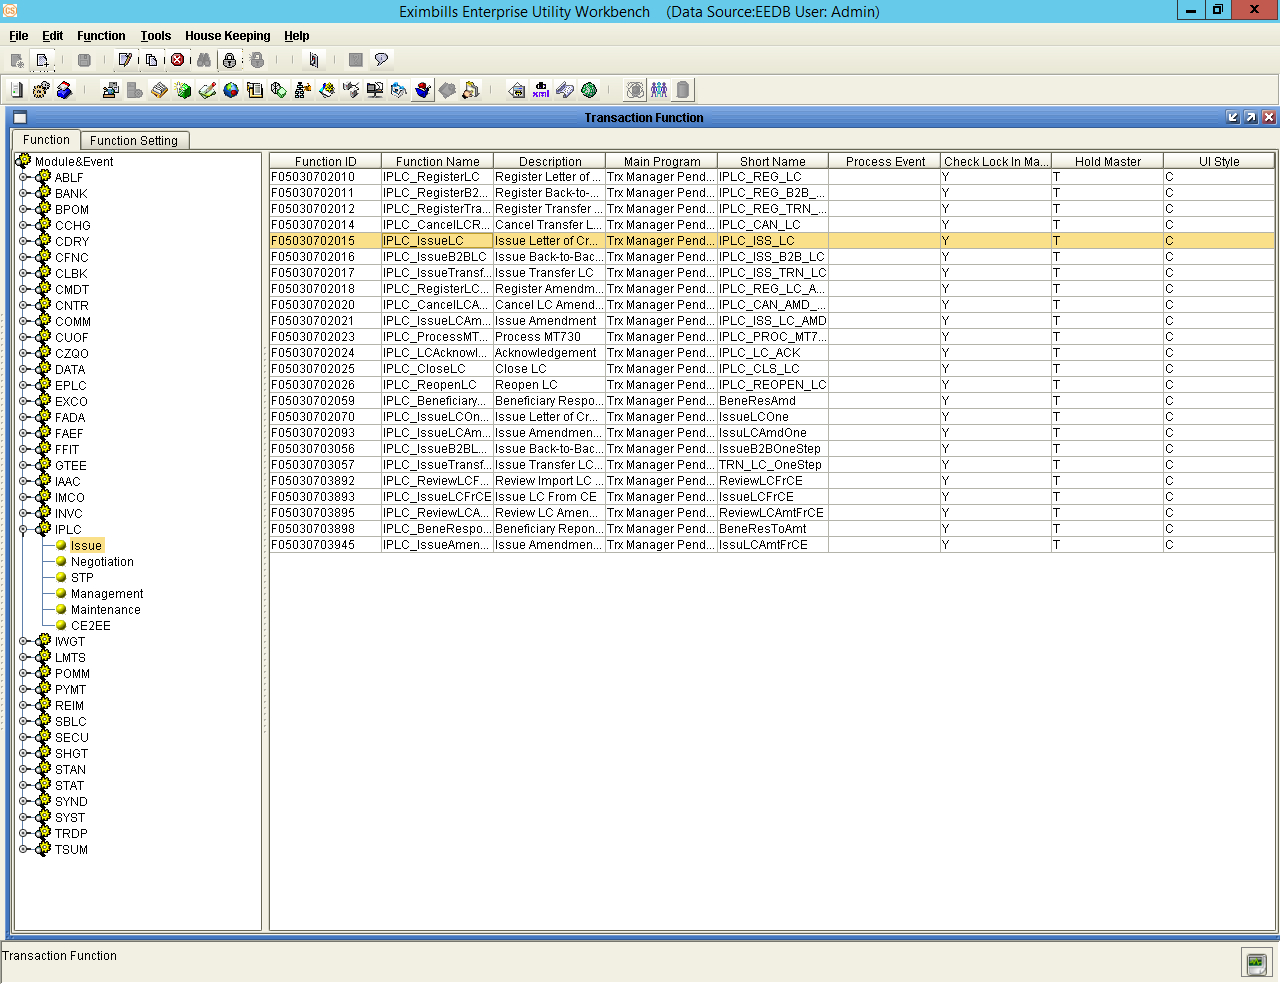 Eximbills Enterprise Utility Workbench (Data Source:EEDB User: Admin)
File Edit Function Tools House Keeping Help
Transaction Function
Function Function Setting
Module&Event
ABLF
BANK
BPOM
CCHG
CDRY
CFNC
CLBK
CMDT
CNTR
COMM
CUOF
CZQO
DATA
EPLC
EXCO
FADA
FAEF
FFIT
GTEE
IAAC
IMCO
INVC
IPLC
Issue
Negotiation
STP
Management
Maintenance
CE2EE
IWGT
LMTS
POMM
PYMT
REIM
SBLC
SECU
SHGT
STAN
STAT
SYND
SYST
TRDP
TSUM
Function ID Function Name Description Main Program Short Name Process Event Check Lock In Ma... Hold Master UI Style
F05030702010 IPLC_RegisterLC Register Letter of ... Trx Manager Pend... IPLC_REG_LC Y T C
F05030702011 IPLC_RegisterB2... Register Back-to-... Trx Manager Pend... IPLC_REG_B2B_... Y T C
F05030702012 IPLC_RegisterTra... Register Transfer ... Trx Manager Pend... IPLC_REG_TRN_... Y T C
F05030702014 IPLC_CancelLCR... Cancel Transfer L... Trx Manager Pend... IPLC_CAN_LC Y T C
F05030702015 IPLC_IssueLC Issue Letter of Cr... Trx Manager Pend... IPLC_ISS_LC Y T C
F05030702016 IPLC_IssueB2BLC Issue Back-to-Bac... Trx Manager Pend... IPLC_ISS_B2B_LC Y T C
F05030702017 IPLC_IssueTransf... Issue Transfer LC Trx Manager Pend... IPLC_ISS_TRN_LC Y T C
F05030702018 IPLC_RegisterLC... Register Amendm... Trx Manager Pend... IPLC_REG_LC_A... Y T C
F05030702020 IPLC_CancelLCA... Cancel LC Amend... Trx Manager Pend... IPLC_CAN_AMD_... Y T C
F05030702021 IPLC_IssueLCAm... Issue Amendment Trx Manager Pend... IPLC_ISS_LC_AMD Y T C
F05030702023 IPLC_ProcessMT... Process MT730 Trx Manager Pend... IPLC_PROC_MT7... Y T C
F05030702024 IPLC_LCAcknowl... Acknowledgement Trx Manager Pend... IPLC_LC_ACK Y T C
F05030702025 IPLC_CloseLC Close LC Trx Manager Pend... IPLC_CLS_LC Y T C
F05030702026 IPLC_ReopenLC Reopen LC Trx Manager Pend... IPLC_REOPEN_LC Y T C
F05030702059 IPLC_Beneficiary... Beneficiary Respo... Trx Manager Pend... BeneResAmd Y T C
F05030702070 IPLC_IssueLCOn... Issue Letter of Cr... Trx Manager Pend... IssueLCOne Y T C
F05030702093 IPLC_IssueLCAm... Issue Amendmen... Trx Manager Pend... IssuLCAmdOne Y T C
F05030703056 IPLC_IssueB2BL... Issue Back-to-Bac... Trx Manager Pend... IssueB2BOneStep Y T C
F05030703057 IPLC_IssueTransf... Issue Transfer LC... Trx Manager Pend... TRN_LC_OneStep Y T C
F05030703892 IPLC_ReviewLCF... Review Import LC ... Trx Manager Pend... ReviewLCFrCE Y T C
F05030703893 IPLC_IssueLCFrCE Issue LC From CE Trx Manager Pend... IssueLCFrCE Y T C
F05030703895 IPLC_ReviewLCA... Review LC Amen... Trx Manager Pend... ReviewLCAmtFrCE Y T C
F05030703898 IPLC_BeneRespo... Beneficiary Repon... Trx Manager Pend... BeneResToAmt Y T C
F05030703945 IPLC_IssueAmen... Issue Amendmen... Trx Manager Pend... IssuLCAmtFrCE Y T C
Transaction Function